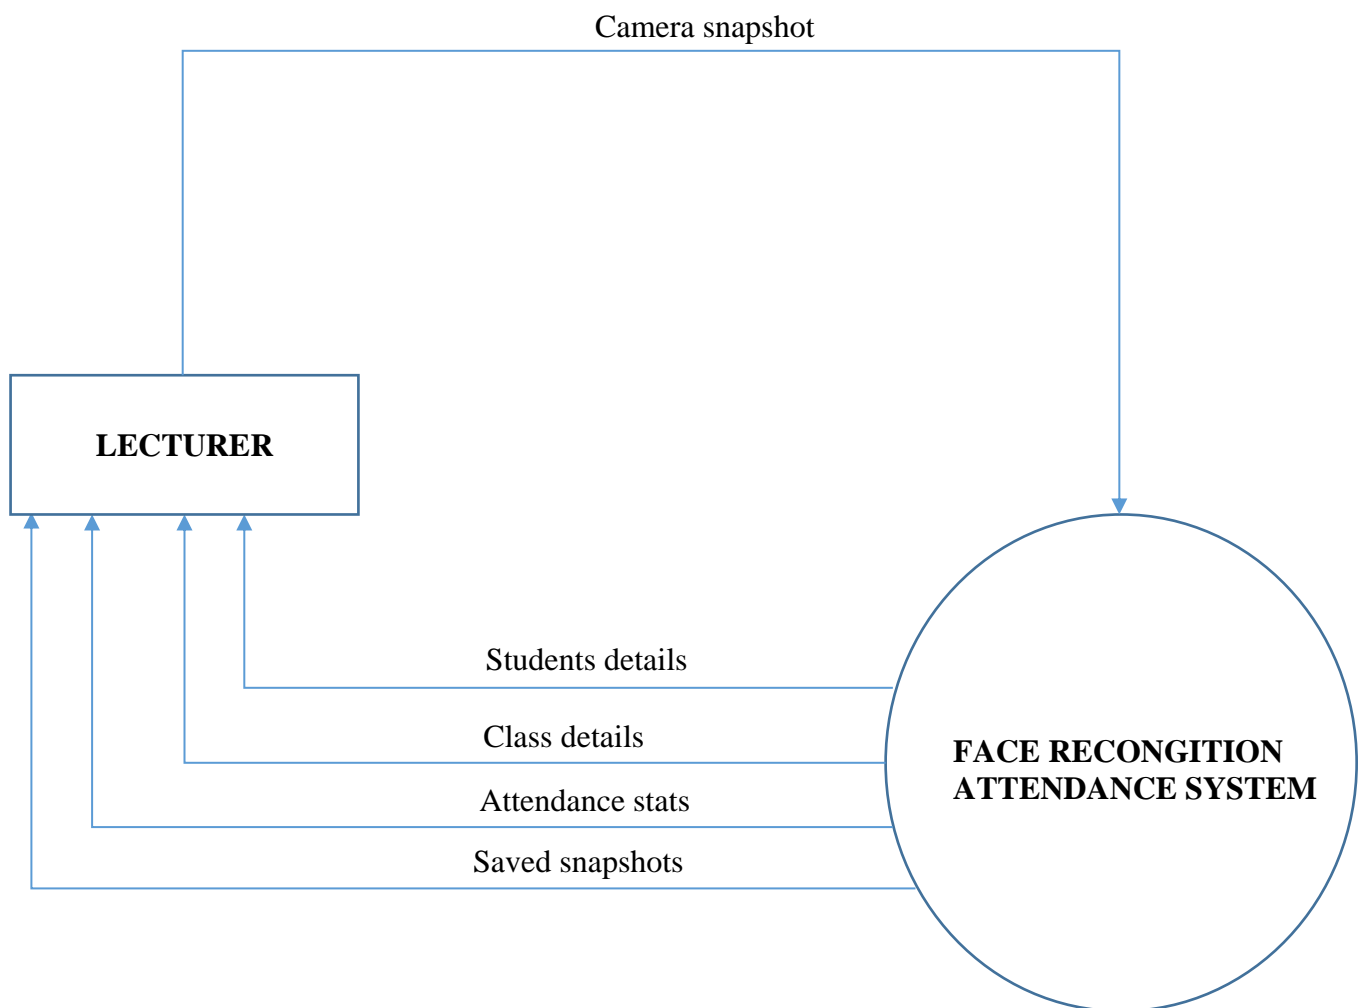 Camera snapshot
LECTURER
Students details
Class details
Attendance stats
Saved snapshots
FACE RECONGITION
ATTENDANCE SYSTEM